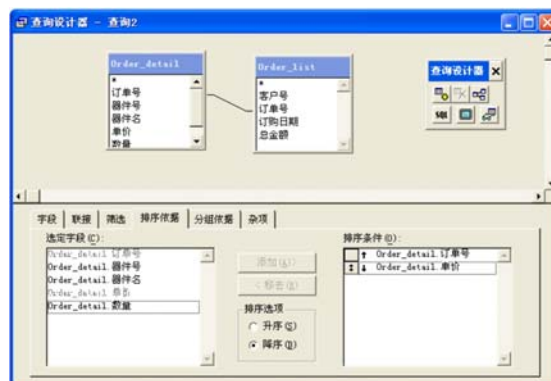 查询设计器 - 查询2
Order_detail
*
订单号
器件号
器件名
单价
数量
Order_list
*
客户号
订单号
订购日期
总金额
查询设计器
SQL
字段 联接 筛选 排序依据 分组依据 杂项
选定字段(C):
Order_detail.订单号
Order_detail.器件号
Order_detail.器件名
Order_detail.单价
Order_detail.数量
添加(A)>
< 移去(R)
排序选项
升序(S)
降序(D)
排序条件(O):
↑ Order_detail.订单号
↓ Order_detail.单价